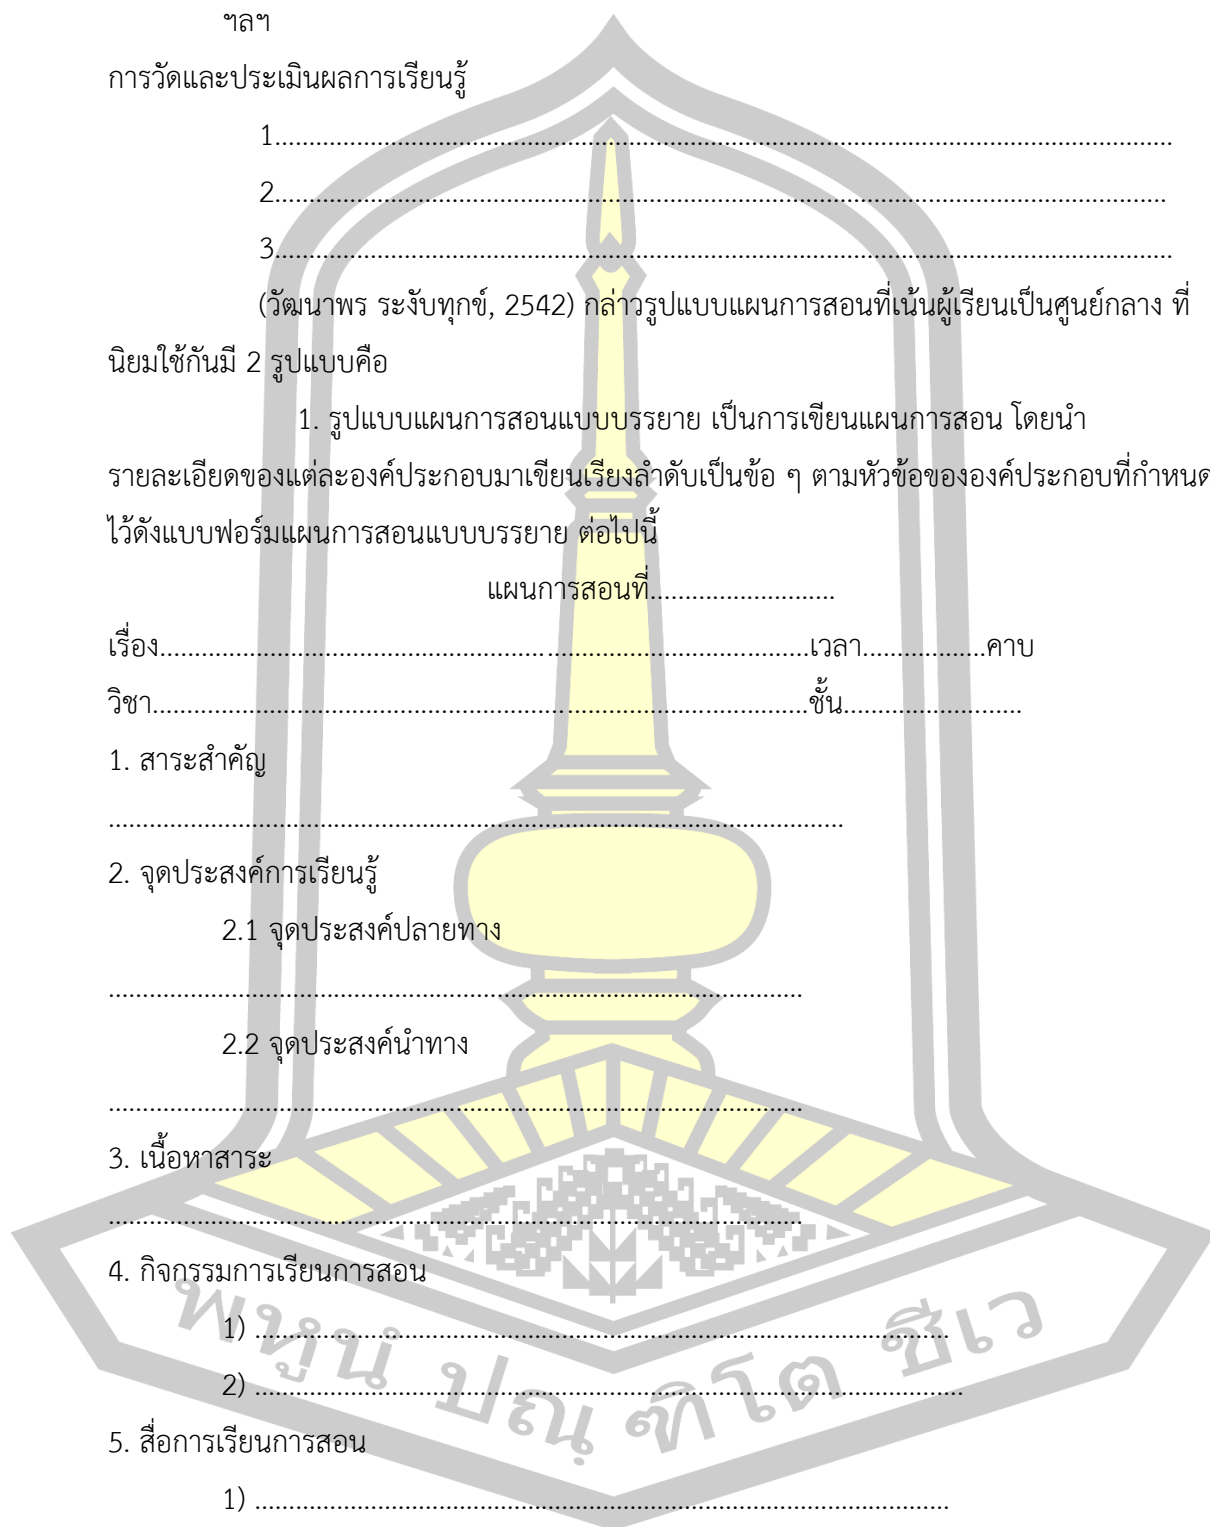 ฯลฯ
การวัดและประเมินผลการเรียนรู้
1..................................................................................................................................
2.................................................................................................................................
3..................................................................................................................................
(วัฒนาพร ระงับทุกข์, 2542) กล่าวรูปแบบแผนการสอนที่เน้นผู้เรียนเป็นศูนย์กลาง ที่
นิยมใช้กันมี 2 รูปแบบคือ
1. รูปแบบแผนการสอนแบบบรรยาย เป็นการเขียนแผนการสอน โดยนำ
รายละเอียดของแต่ละองค์ประกอบมาเขียนเรียงลำดับเป็นข้อ ๆ ตามหัวข้อขององค์ประกอบที่กำหนด
ไว้ดังแบบฟอร์มแผนการสอนแบบบรรยาย ต่อไปนี้
แผนการสอนที่...........................
เรื่อง..............................................................................................เวลา..................คาบ
วิชา...............................................................................................ชั้น..........................
1. สาระสำคัญ
...........................................................................................................
2. จุดประสงค์การเรียนรู้
2.1 จุดประสงค์ปลายทาง
.....................................................................................................
2.2 จุดประสงค์นำทาง
.....................................................................................................
3. เนื้อหาสาระ
.....................................................................................................
4. กิจกรรมการเรียนการสอน
1) .....................................................................................................
2) .......................................................................................................
5. สื่อการเรียนการสอน
1) .....................................................................................................
พหูนํ ปณฺฑิโต ชีเว